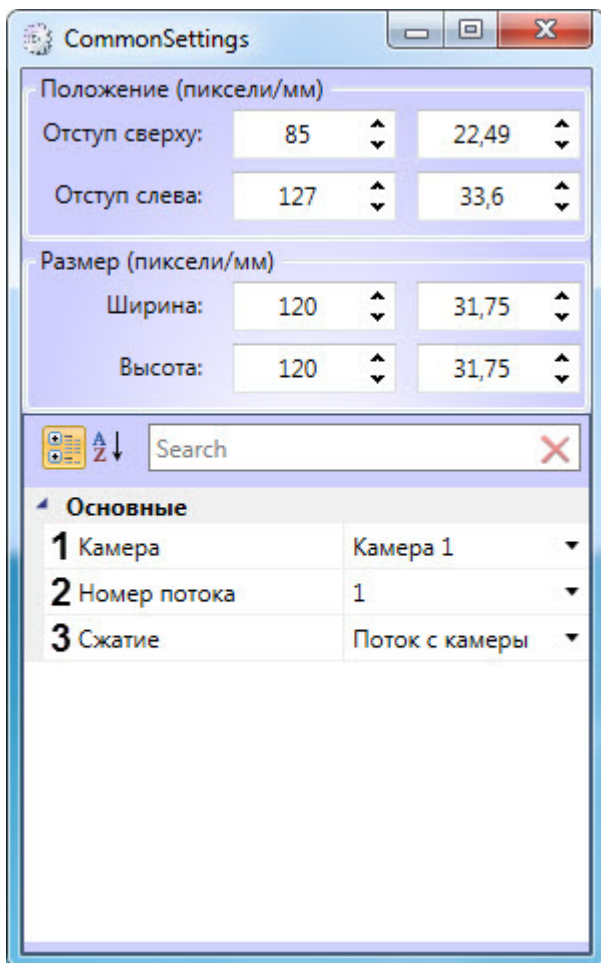 CommonSettings
Положение (пиксели/мм)
Отступ сверху: 85 22,49
Отступ слева: 127 33,6
Размер (пиксели/мм)
Ширина: 120 31,75
Высота: 120 31,75
A Z Search
Основные
1 Камера Камера 1
2 Номер потока 1
3 Сжатие Поток с камеры